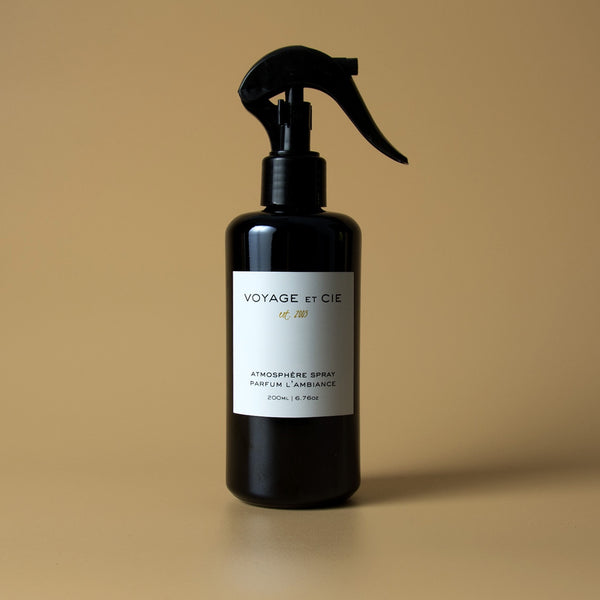 VOYAGE ET CIE
est. 2005
ATMOSPHÈRE SPRAY
PARFUM L'AMBIANCE
200ML | 6.76OZ